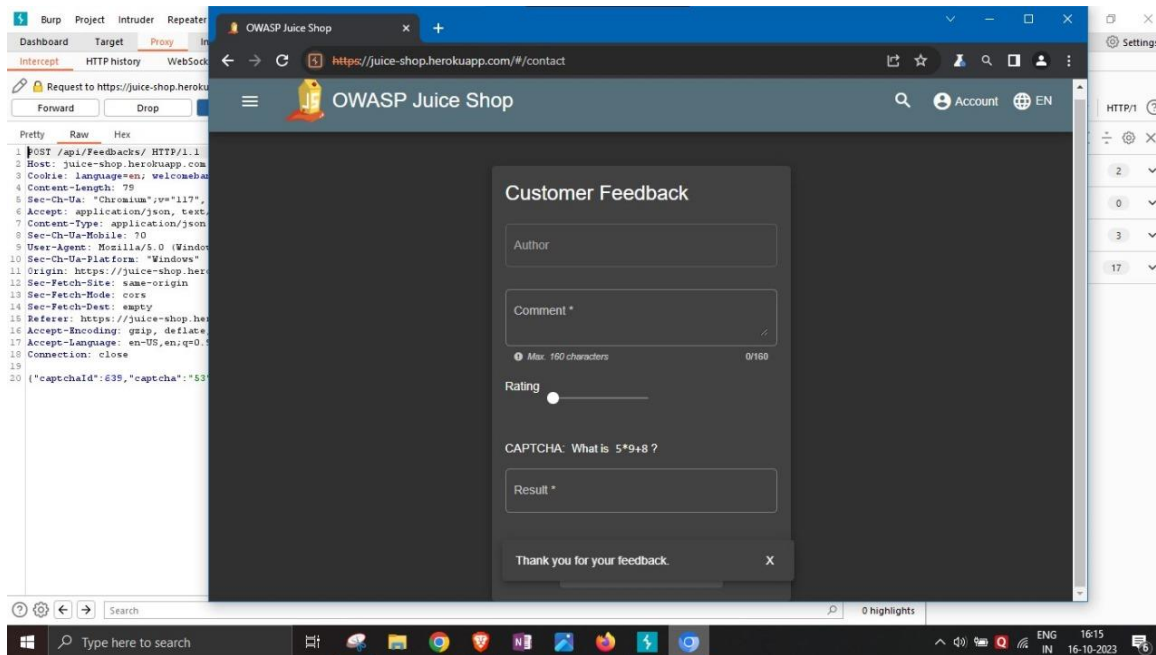 Burp Project Intruder Repeater
Dashboard Target Proxy In
Settings
Intercept HTTP history WebSock
Request to https://juice-shop.heroku
Forward Drop
HTTP/1
Pretty Raw Hex
1 POST /api/Feedbacks/ HTTP/1.1
2 Host: juice-shop.herokuapp.com
3 Cookie: language=en; welcomeban
4 Content-Length: 79
5 Sec-Ch-Ua: "Chromium";v="117",
6 Accept: application/json, text,
7 Content-Type: application/json
8 Sec-Ch-Ua-Mobile: ?0
9 User-Agent: Mozilla/5.0 (Window
10 Sec-Ch-Ua-Platform: "Windows"
11 Origin: https://juice-shop.hero
12 Sec-Fetch-Site: same-origin
13 Sec-Fetch-Mode: cors
14 Sec-Fetch-Dest: empty
15 Referer: https://juice-shop.her
16 Accept-Encoding: gzip, deflate,
17 Accept-Language: en-US,en;q=0.9
18 Connection: close
19
20 {"captchaId":639,"captcha":"53"
2
0
3
17
Search
0 highlights
OWASP Juice Shop
https://juice-shop.herokuapp.com/#/contact
OWASP Juice Shop
Account EN
Customer Feedback
Author
Comment *
Max. 160 characters 0/160
Rating
CAPTCHA: What is 5*9+8 ?
Result *
Thank you for your feedback. X
Type here to search
ENG 16:15
IN 16-10-2023
6